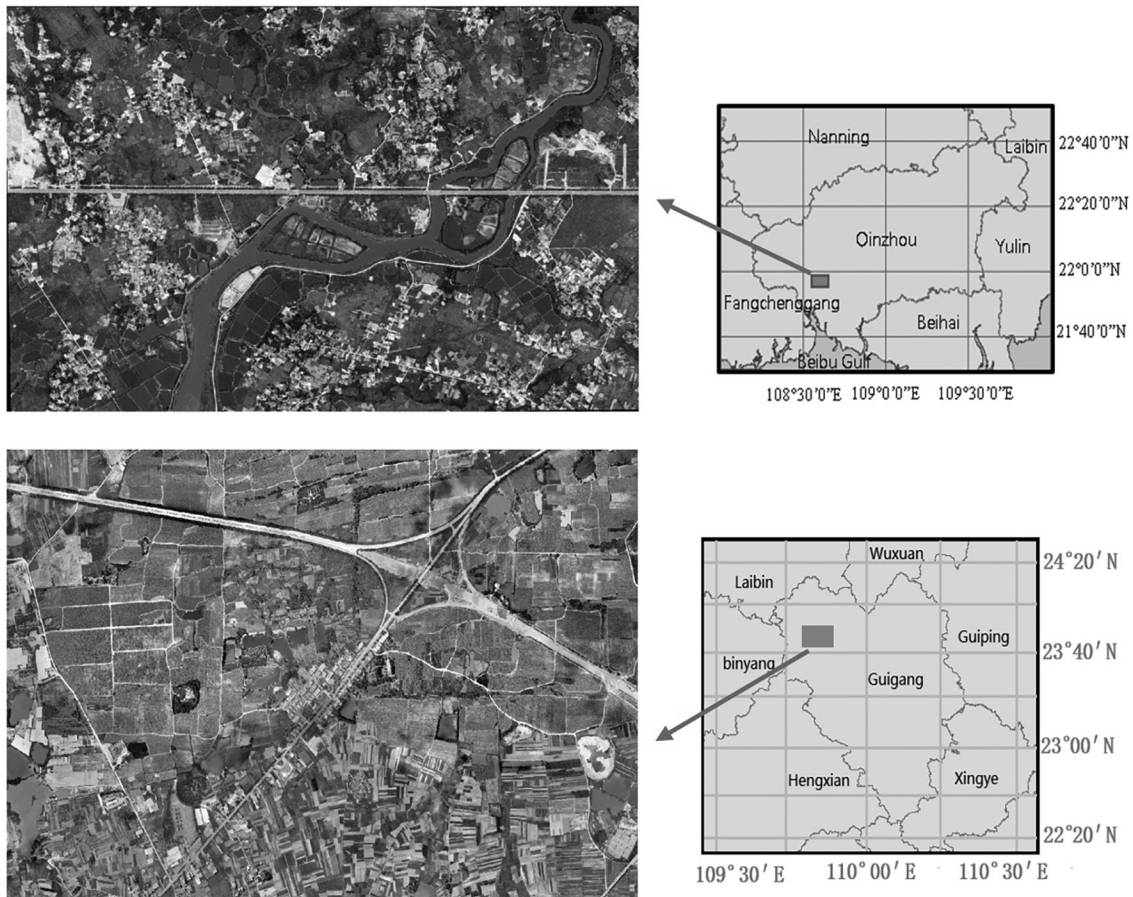 Nanning
Laibin
22°40'0"N
22°20'0"N
Qinzhou
Yulin
22°0'0"N
Fangchenggang
Beihai
21°40'0"N
Beibu Gulf
108°30'0"E 109°0'0"E 109°30'0"E
Wuxuan
24°20′N
Laibin
Guiping
23°40′N
binyang
Guigang
23°00′N
Hengxian
Xingye
22°20′N
109°30′E 110°00′E 110°30′E